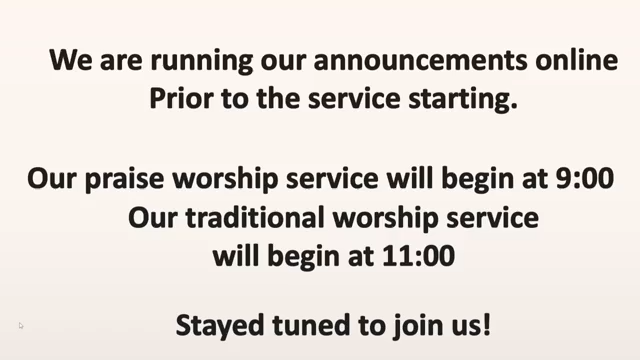 We are running our announcements online
Prior to the service starting.
Our praise worship service will begin at 9:00
Our traditional worship service
will begin at 11:00
Stayed tuned to join us!